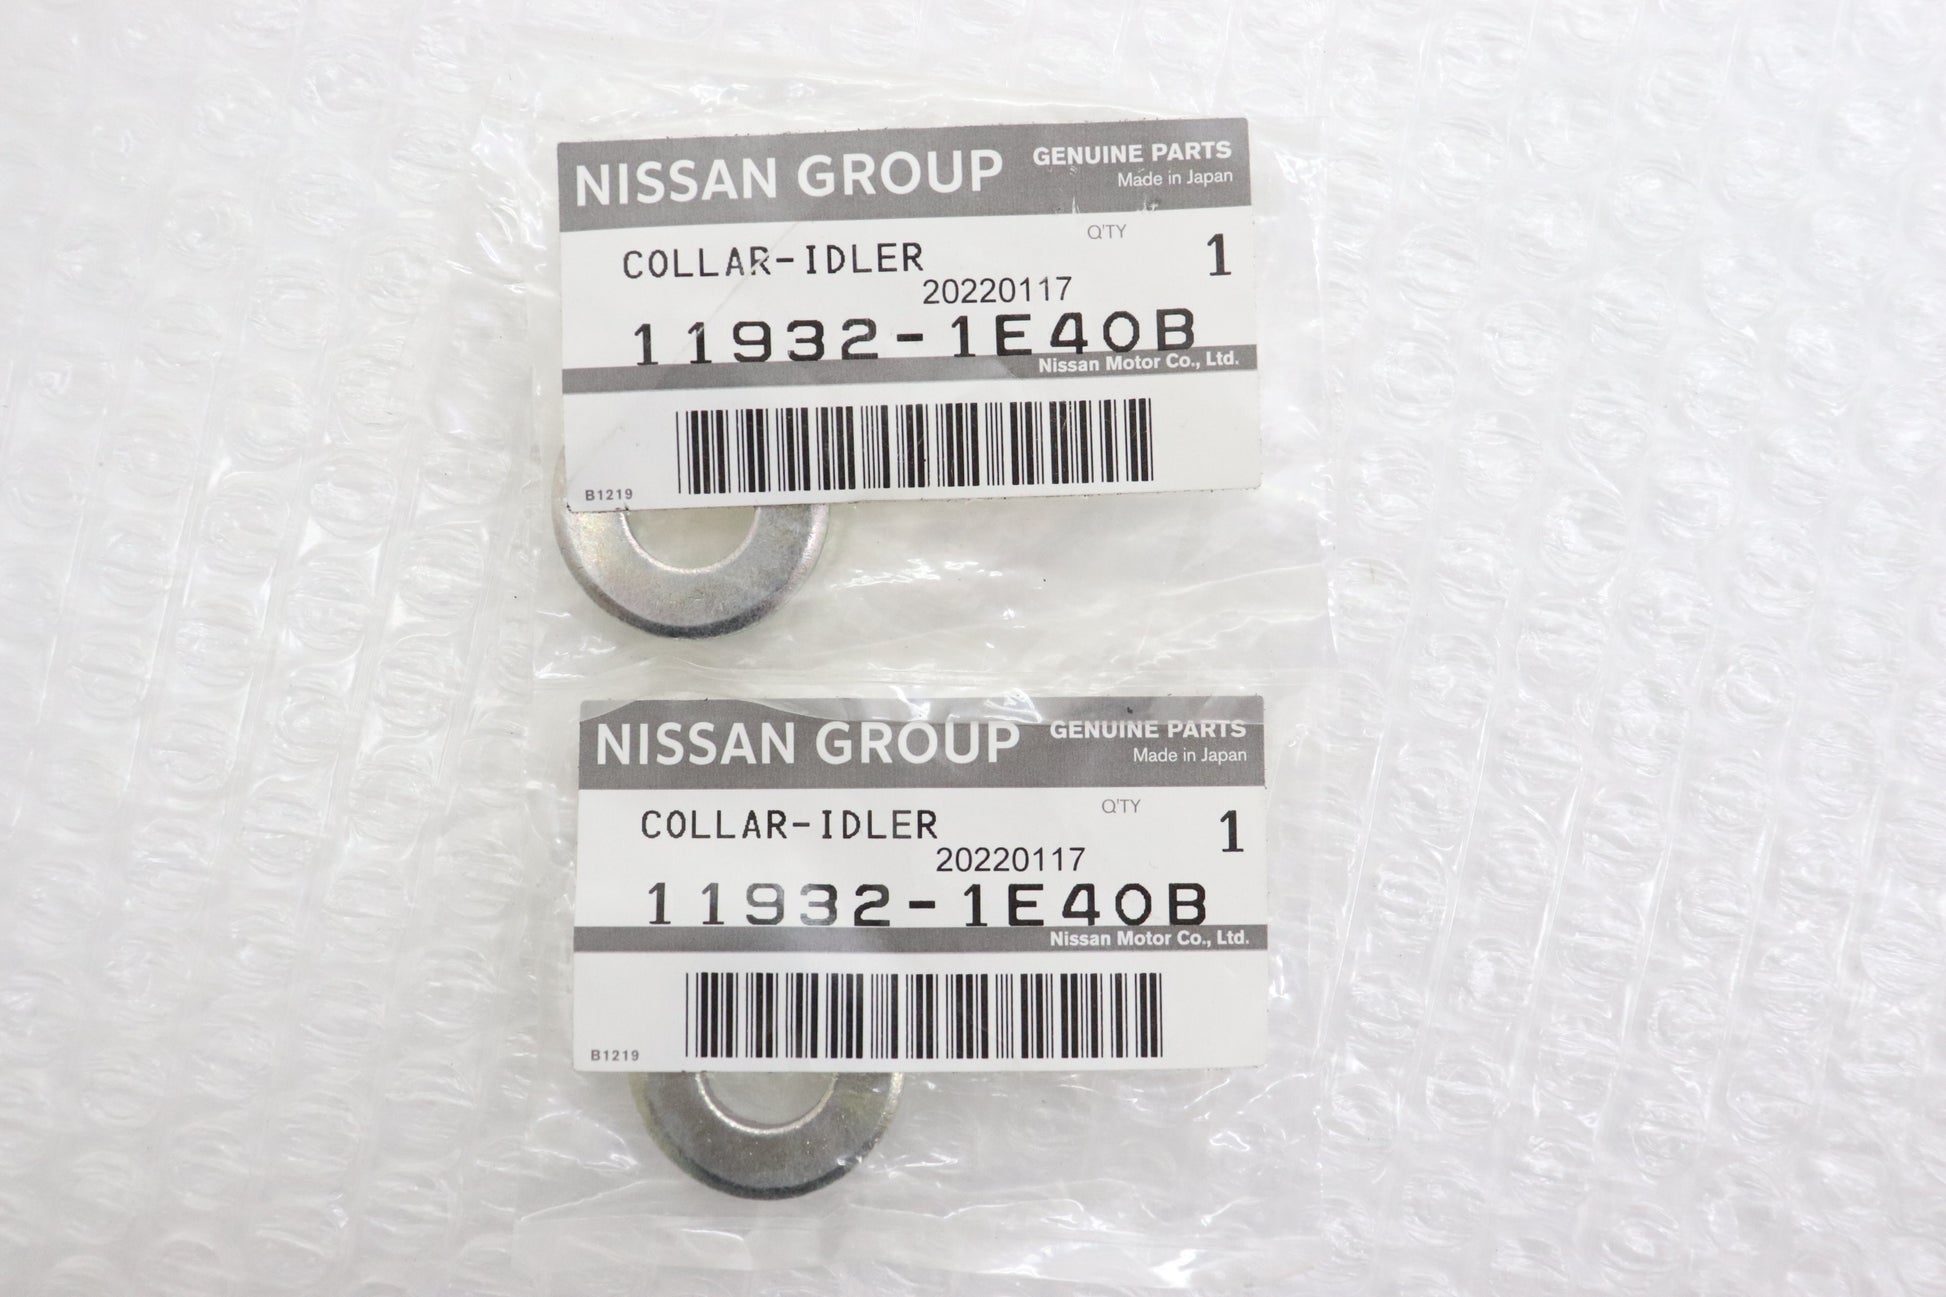 NISSAN GROUP GENUINE PARTS
Made in Japan
Q'TY
COLLAR-IDLER 1
20220117
11932-1E40B
Nissan Motor Co., Ltd.
B1219
NISSAN GROUP GENUINE PARTS
Made in Japan
Q'TY
COLLAR-IDLER 1
20220117
11932-1E40B
Nissan Motor Co., Ltd.
B1219